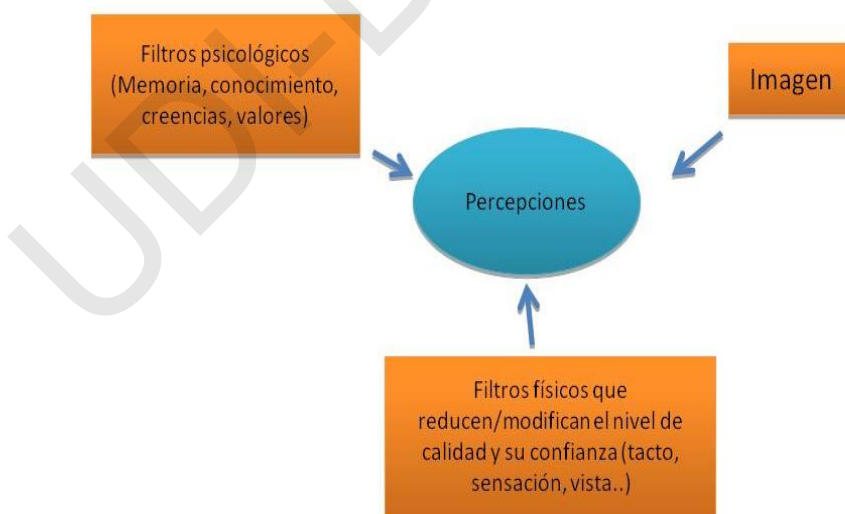 Filtros psicológicos
(Memoria, conocimiento,
creencias, valores)
Imagen
Percepciones
Filtros físicos que
reducen/modifican el nivel de
calidad y su confianza (tacto,
sensación, vista..)